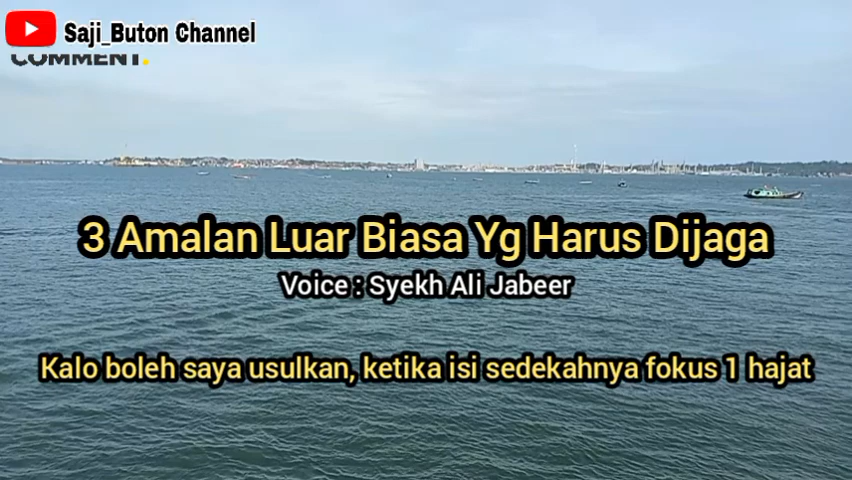 Saji_Buton Channel
COMMENT.
3 Amalan Luar Biasa Yg Harus Dijaga
Voice : Syekh Ali Jabeer
Kalo boleh saya usulkan, ketika isi sedekahnya fokus 1 hajat